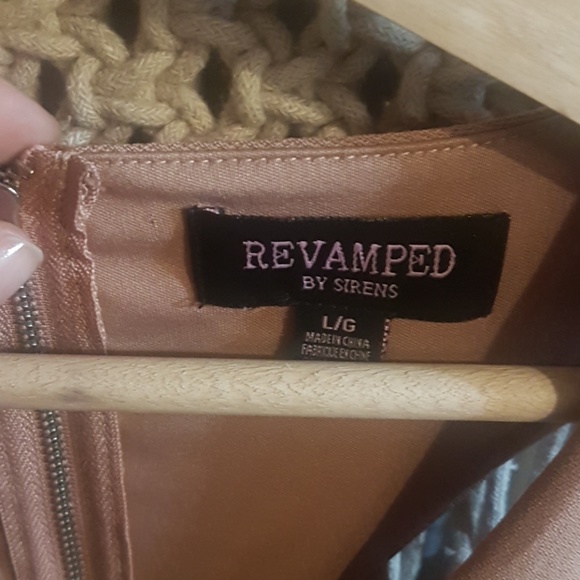 REVAMPED
BY SIRENS
L/G
MADE IN CHINA
FABRIQUE EN CHINE